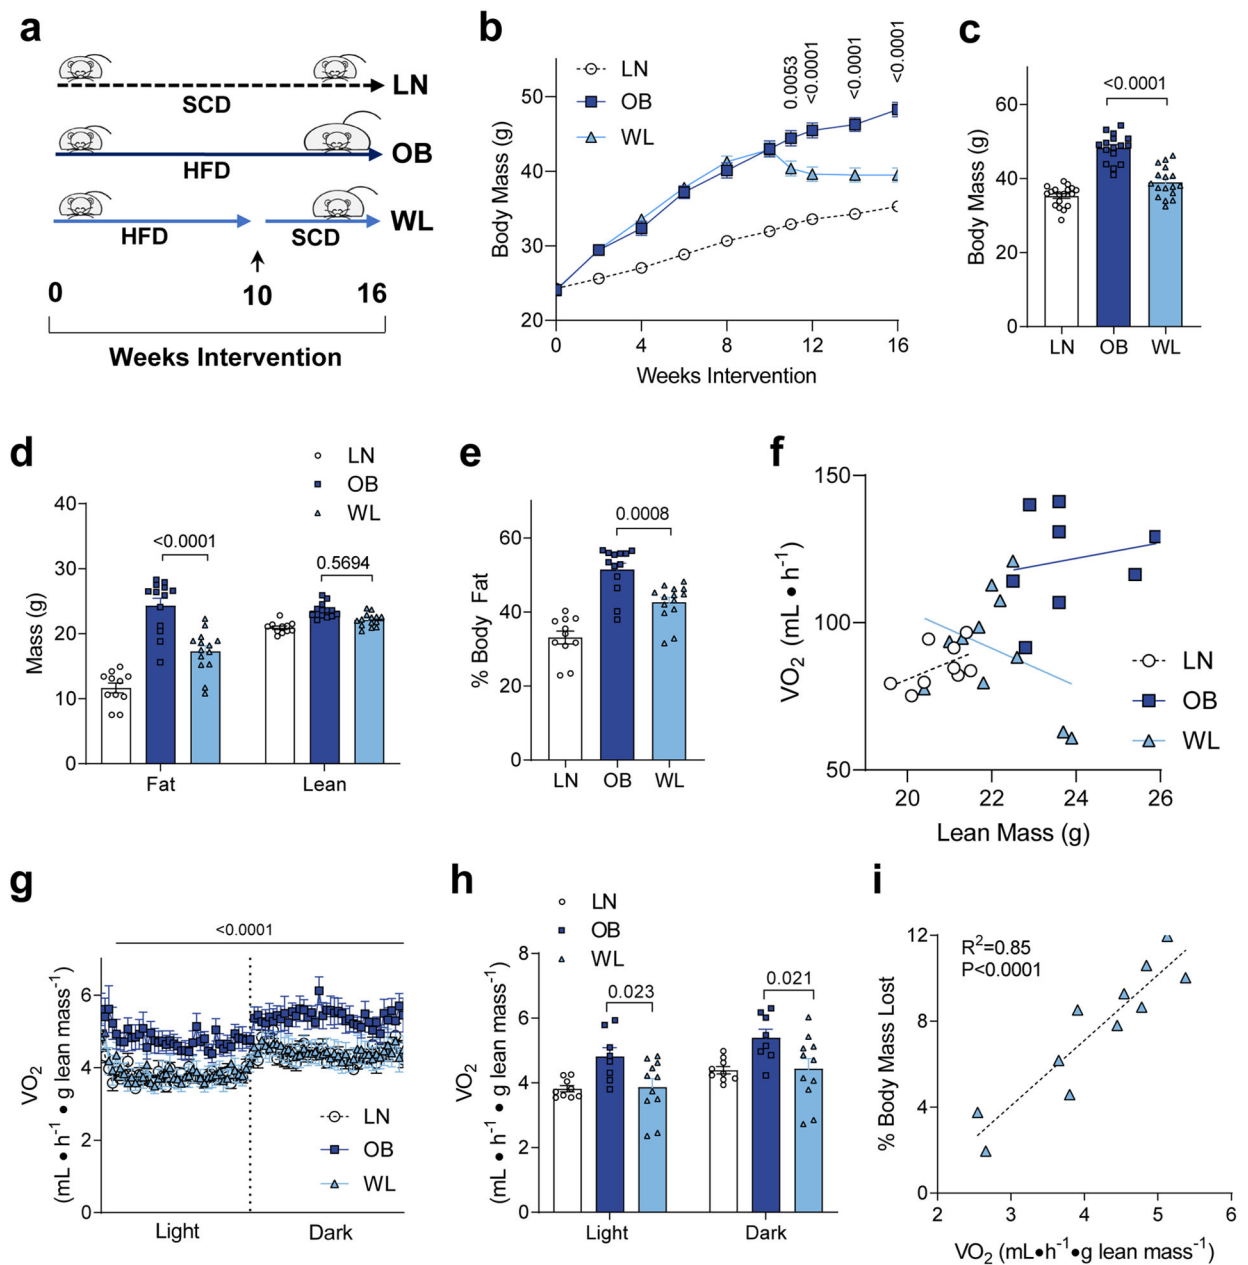 a
LN
SCD
OB
HFD
WL
HFD
SCD
0
10
16
Weeks Intervention
b
LN
OB
WL
0.0053
<0.0001
<0.0001
<0.0001
Body Mass (g)
50
40
30
20
0
4
8
12
16
Weeks Intervention
c
<0.0001
Body Mass (g)
60
40
20
0
LN
OB
WL
d
LN
OB
WL
Mass (g)
40
30
20
10
0
<0.0001
0.5694
Fat
Lean
e
0.0008
% Body Fat
60
40
20
0
LN
OB
WL
f
VO2 (mL • h-1)
150
100
50
LN
OB
WL
20
22
24
26
Lean Mass (g)
g
<0.0001
VO2
(mL • h-1 • g lean mass-1)
6
4
2
0
LN
OB
WL
Light
Dark
h
LN
OB
WL
VO2
(mL • h-1 • g lean mass-1)
8
6
4
2
0
0.023
0.021
Light
Dark
i
R2=0.85
P<0.0001
% Body Mass Lost
12
8
4
0
2
3
4
5
6
VO2 (mL•h-1•g lean mass-1)